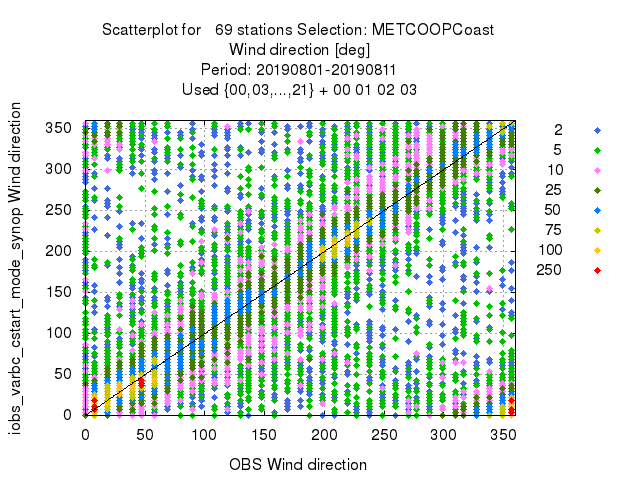 Scatterplot for 69 stations Selection: METCOOPCoast
Wind direction [deg]
Period: 20190801-20190811
Used {00,03,...,21} + 00 01 02 03
iobs_varbc_cstart_mode_synop Wind direction
350
300
250
200
150
100
50
0
0 50 100 150 200 250 300 350
OBS Wind direction
2
5
10
25
50
75
100
250